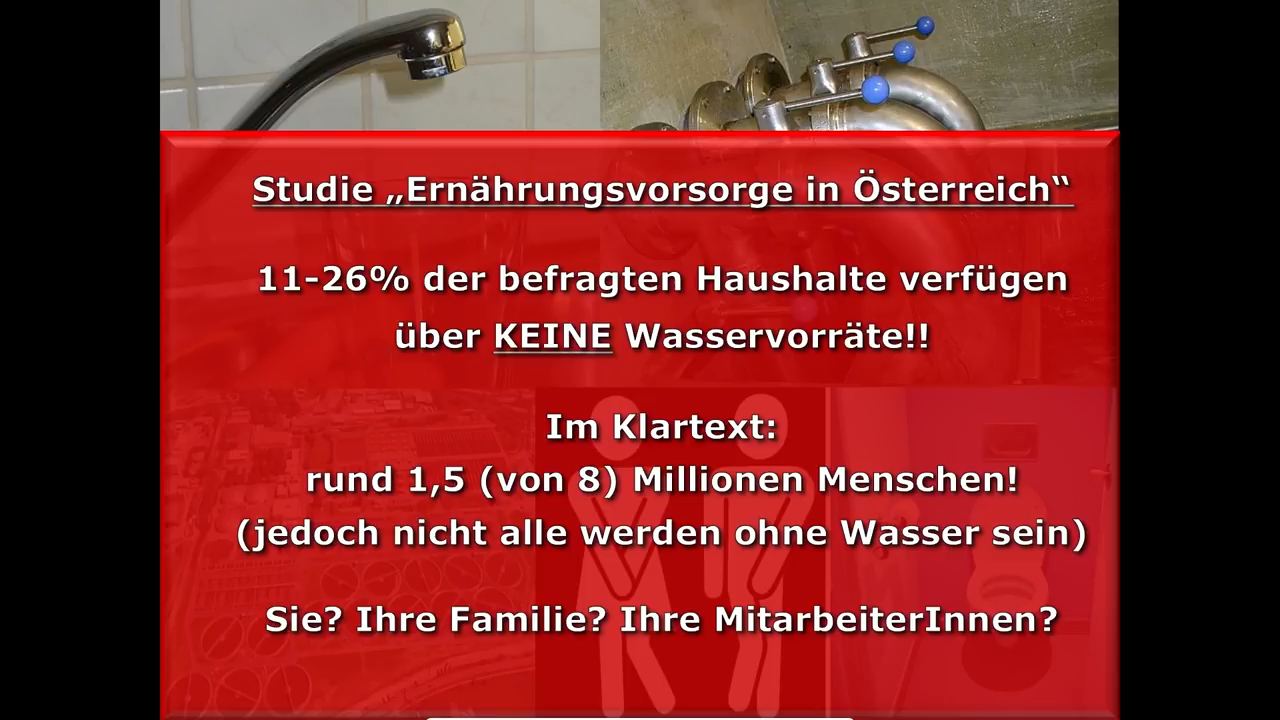 Studie „Ernährungsvorsorge in Österreich“
11-26% der befragten Haushalte verfügen
über KEINE Wasservorräte!!
Im Klartext:
rund 1,5 (von 8) Millionen Menschen!
(jedoch nicht alle werden ohne Wasser sein)
Sie? Ihre Familie? Ihre MitarbeiterInnen?